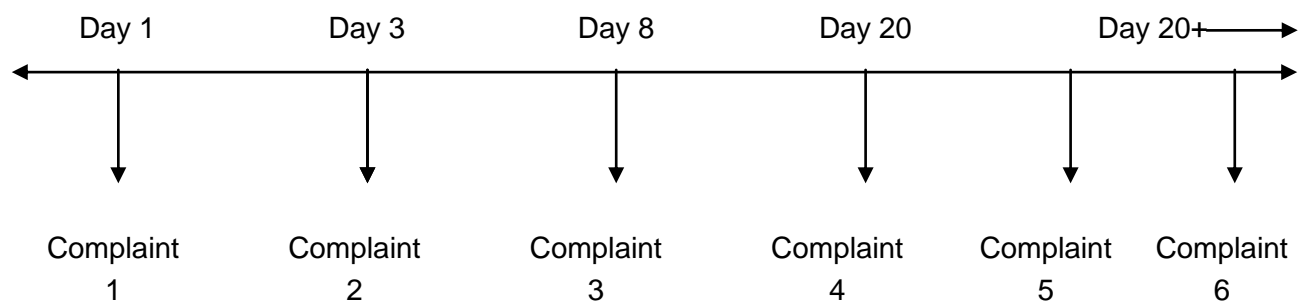 Day 1 Day 3 Day 8 Day 20 Day 20+
Complaint Complaint Complaint Complaint Complaint Complaint
1 2 3 4 5 6